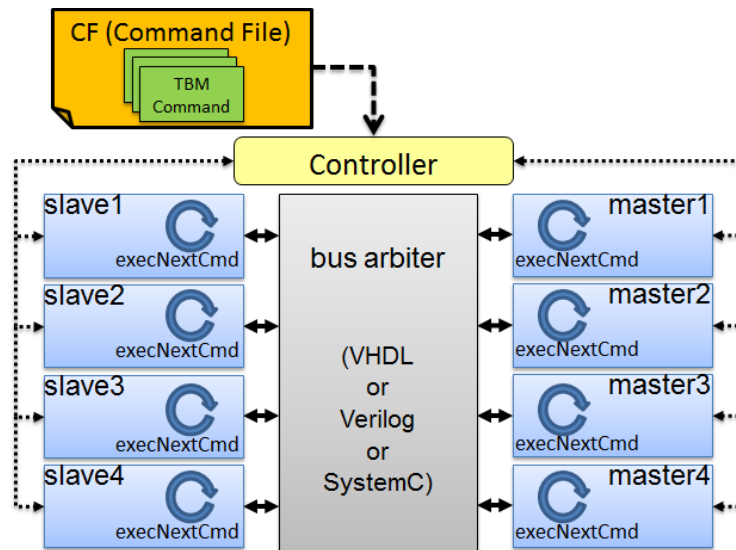 CF (Command File)
TBM
Command
Controller
slave1
execNextCmd
slave2
execNextCmd
slave3
execNextCmd
slave4
execNextCmd
bus arbiter
(VHDL
or
Verilog
or
SystemC)
master1
execNextCmd
master2
execNextCmd
master3
execNextCmd
master4
execNextCmd